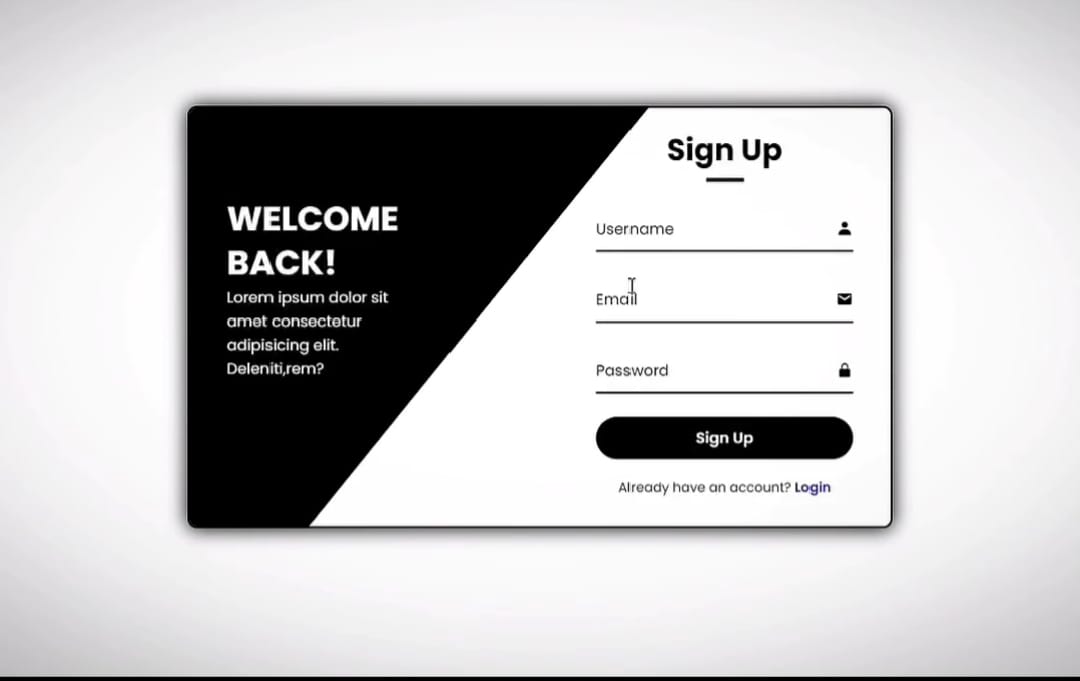 WELCOME
BACK!
Lorem ipsum dolor sit
amet consectetur
adipisicing elit.
Deleniti,rem?
Sign Up
Username
Email
Password
Sign Up
Already have an account? Login